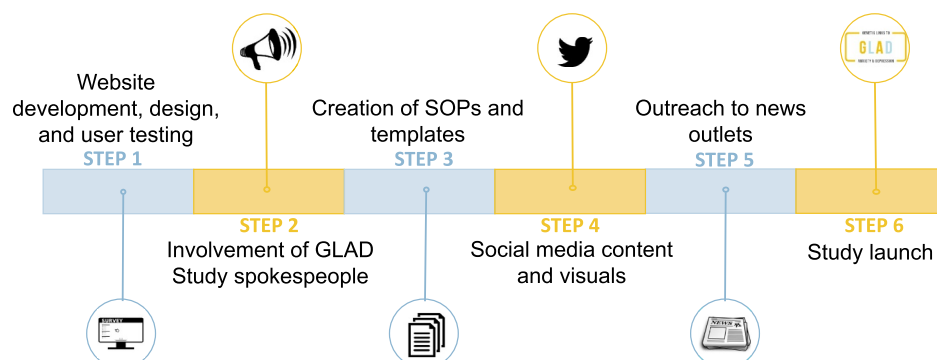 Website
development, design,
and user testing
STEP 1
STEP 2
Involvement of GLAD
Study spokespeople
Creation of SOPs and
templates
STEP 3
STEP 4
Social media content
and visuals
Outreach to news
outlets
STEP 5
GLAD
STEP 6
Study launch
SURVEY
NEWS